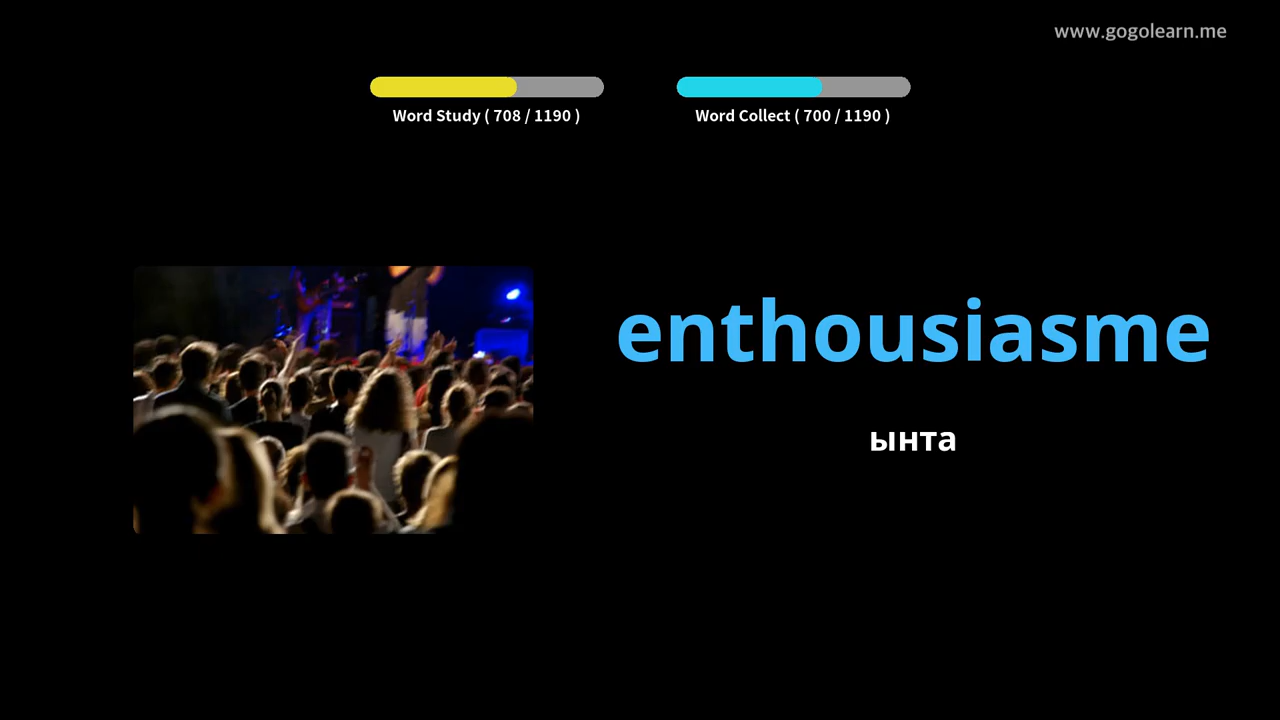 www.gogolearn.me
Word Study ( 708 / 1190 )
Word Collect ( 700 / 1190 )
enthousiasme
ынта